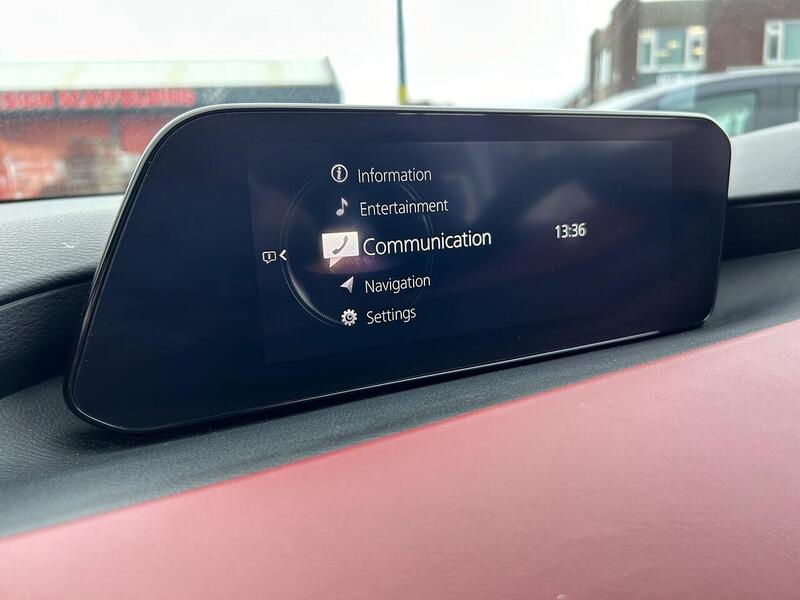 Information
Entertainment
Communication
13:36
Navigation
Settings